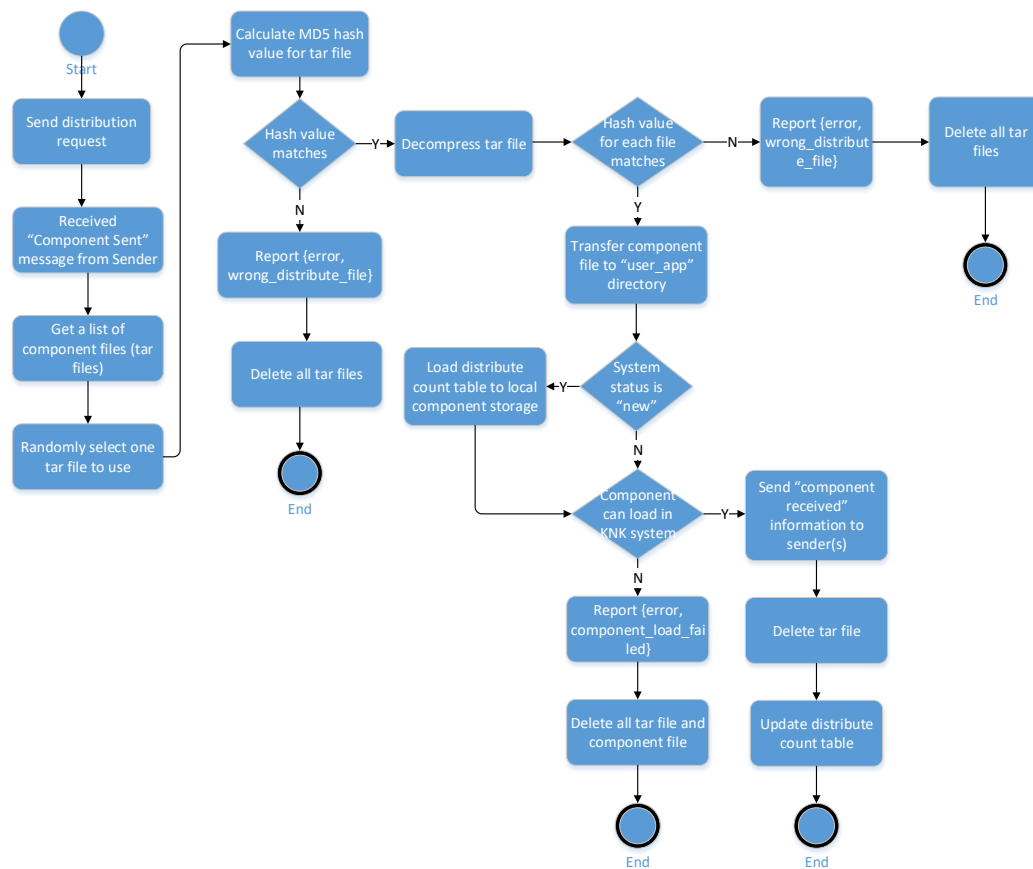 Start
Send distribution
request
Received
“Component Sent”
message from Sender
Get a list of
component files (tar
files)
Randomly select one
tar file to use
Calculate MD5 hash
value for tar file
Hash value
matches
Y
N
Report {error,
wrong_distribute_file}
Delete all tar files
End
Decompress tar file
Hash value
for each file
matches
N
Y
Report {error,
wrong_distribut
e_file}
Delete all tar
files
End
Transfer component
file to “user_app”
directory
System
status is
“new”
Y
N
Load distribute
count table to local
component storage
Component
can load in
KNK system
Y
N
Send “component
received”
information to
sender(s)
Delete tar file
Update distribute
count table
End
Report {error,
component_load_fai
led}
Delete all tar file and
component file
End